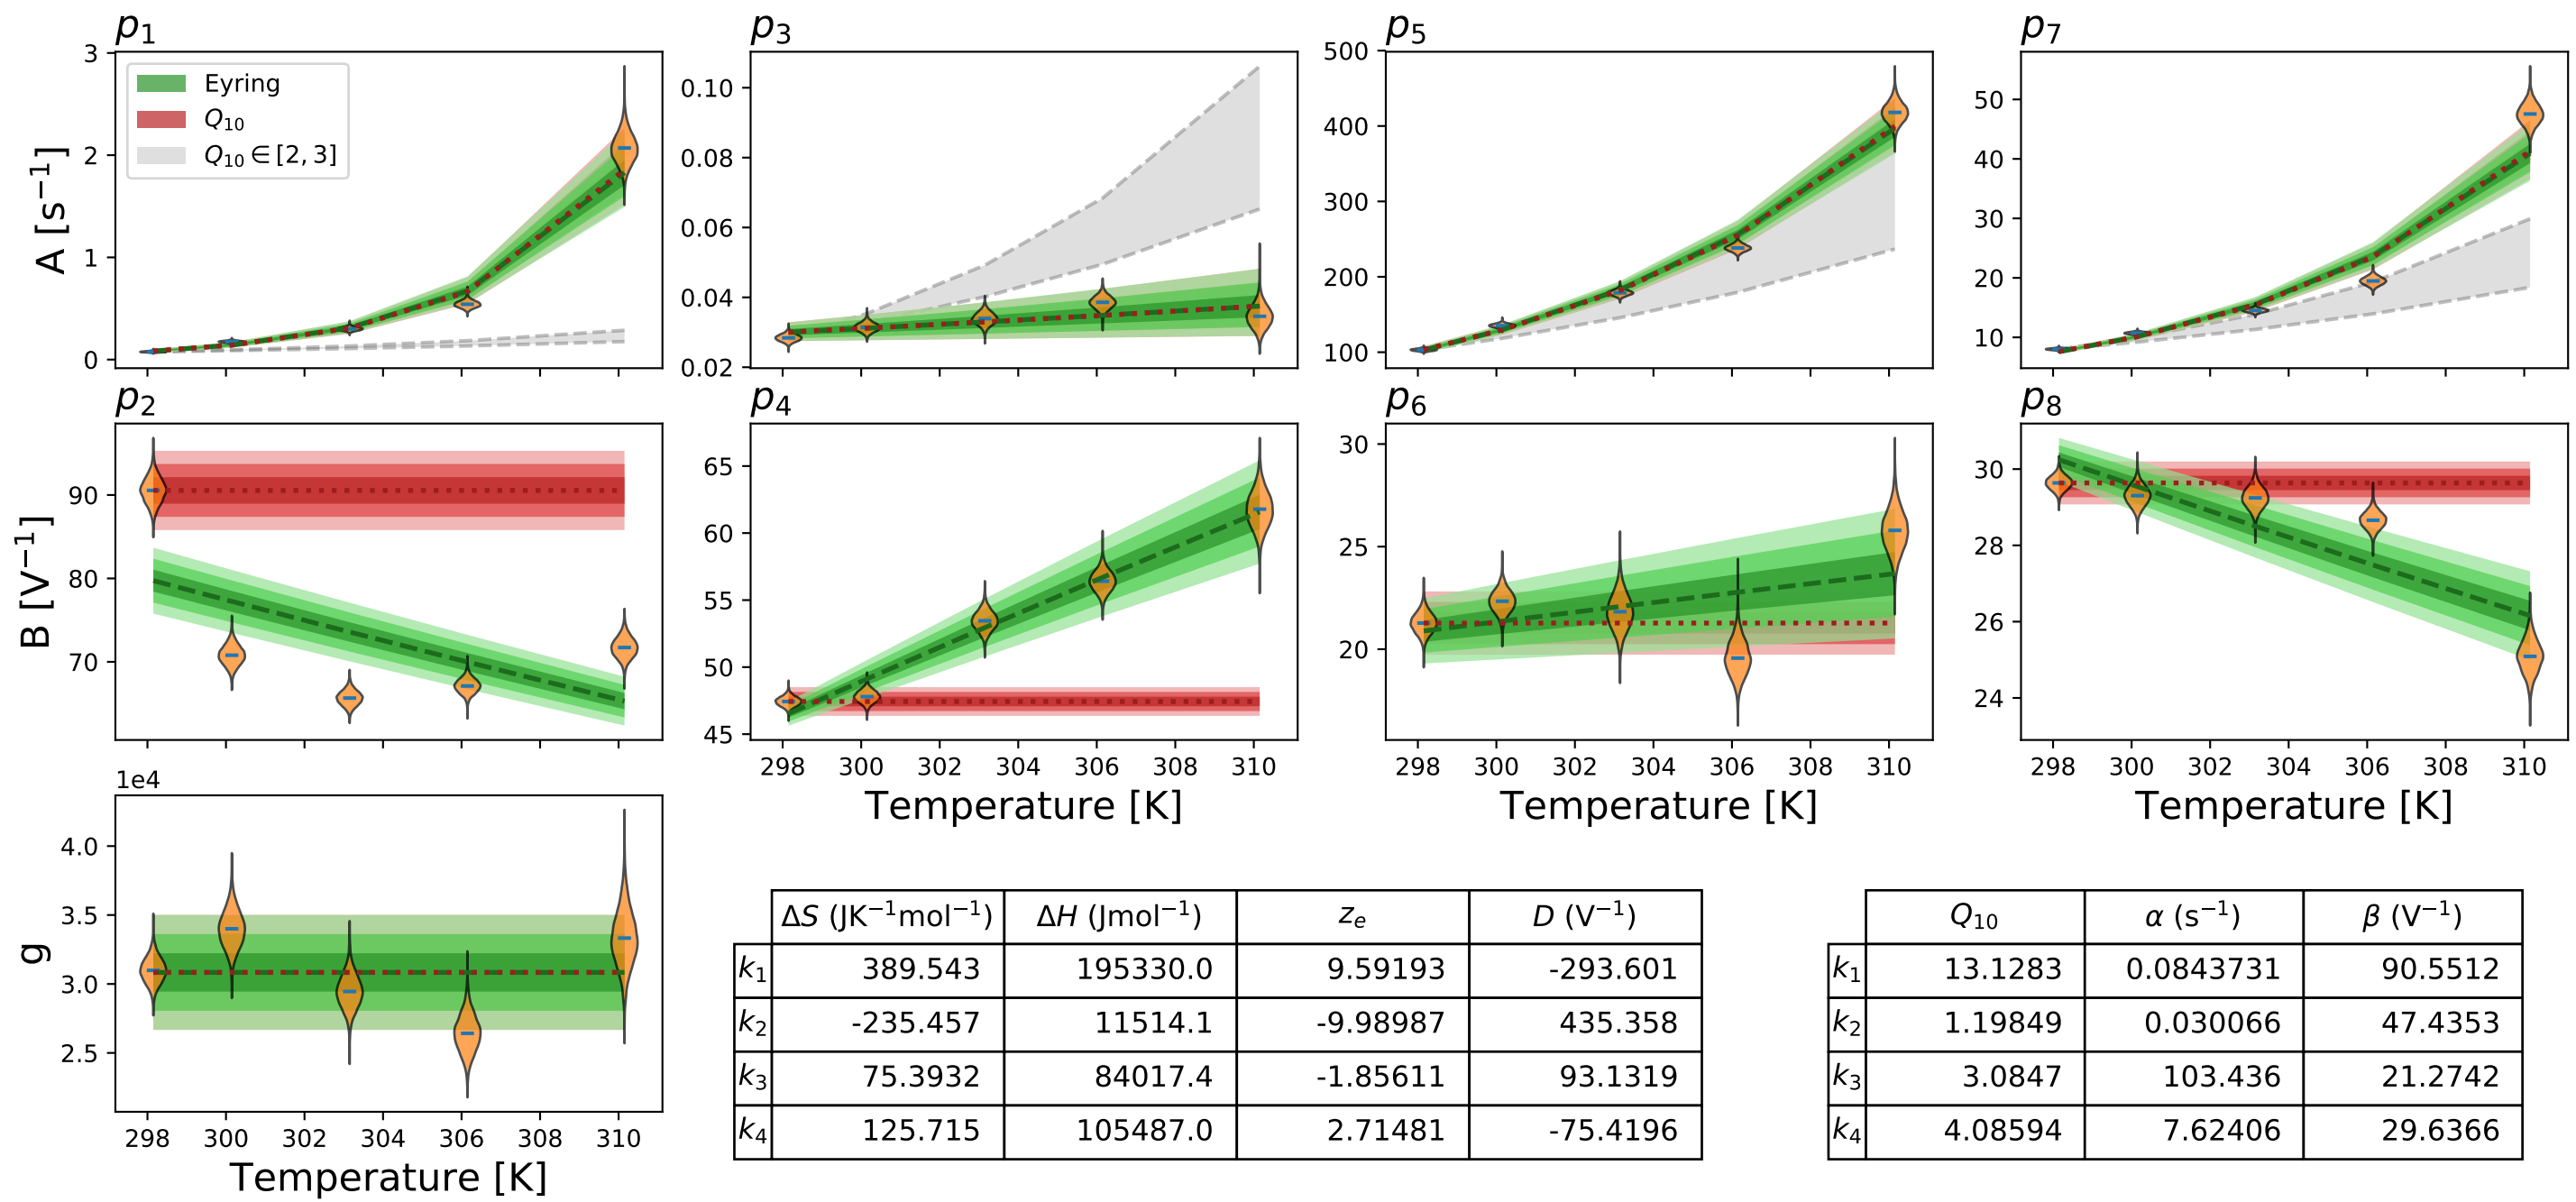 p₁ p₃ p₅ p₇
3 2 1 0
A [s⁻¹]
Eyring
Q₁₀
Q₁₀ ∈ [2, 3]
0.10 0.08 0.06 0.04 0.02
500 400 300 200 100
50 40 30 20 10
p₂ p₄ p₆ p₈
90 80 70
B [V⁻¹]
65 60 55 50 45
30 25 20
30 28 26 24
298 300 302 304 306 308 310
Temperature [K]
298 300 302 304 306 308 310
Temperature [K]
298 300 302 304 306 308 310
Temperature [K]
1e4
4.0 3.5 3.0 2.5
g
298 300 302 304 306 308 310
Temperature [K]
ΔS (JK⁻¹mol⁻¹) ΔH (Jmol⁻¹) zₑ D (V⁻¹)
k₁ 389.543 195330.0 9.59193 -293.601
k₂ -235.457 11514.1 -9.98987 435.358
k₃ 75.3932 84017.4 -1.85611 93.1319
k₄ 125.715 105487.0 2.71481 -75.4196
Q₁₀ α (s⁻¹) β (V⁻¹)
k₁ 13.1283 0.0843731 90.5512
k₂ 1.19849 0.030066 47.4353
k₃ 3.0847 103.436 21.2742
k₄ 4.08594 7.62406 29.6366